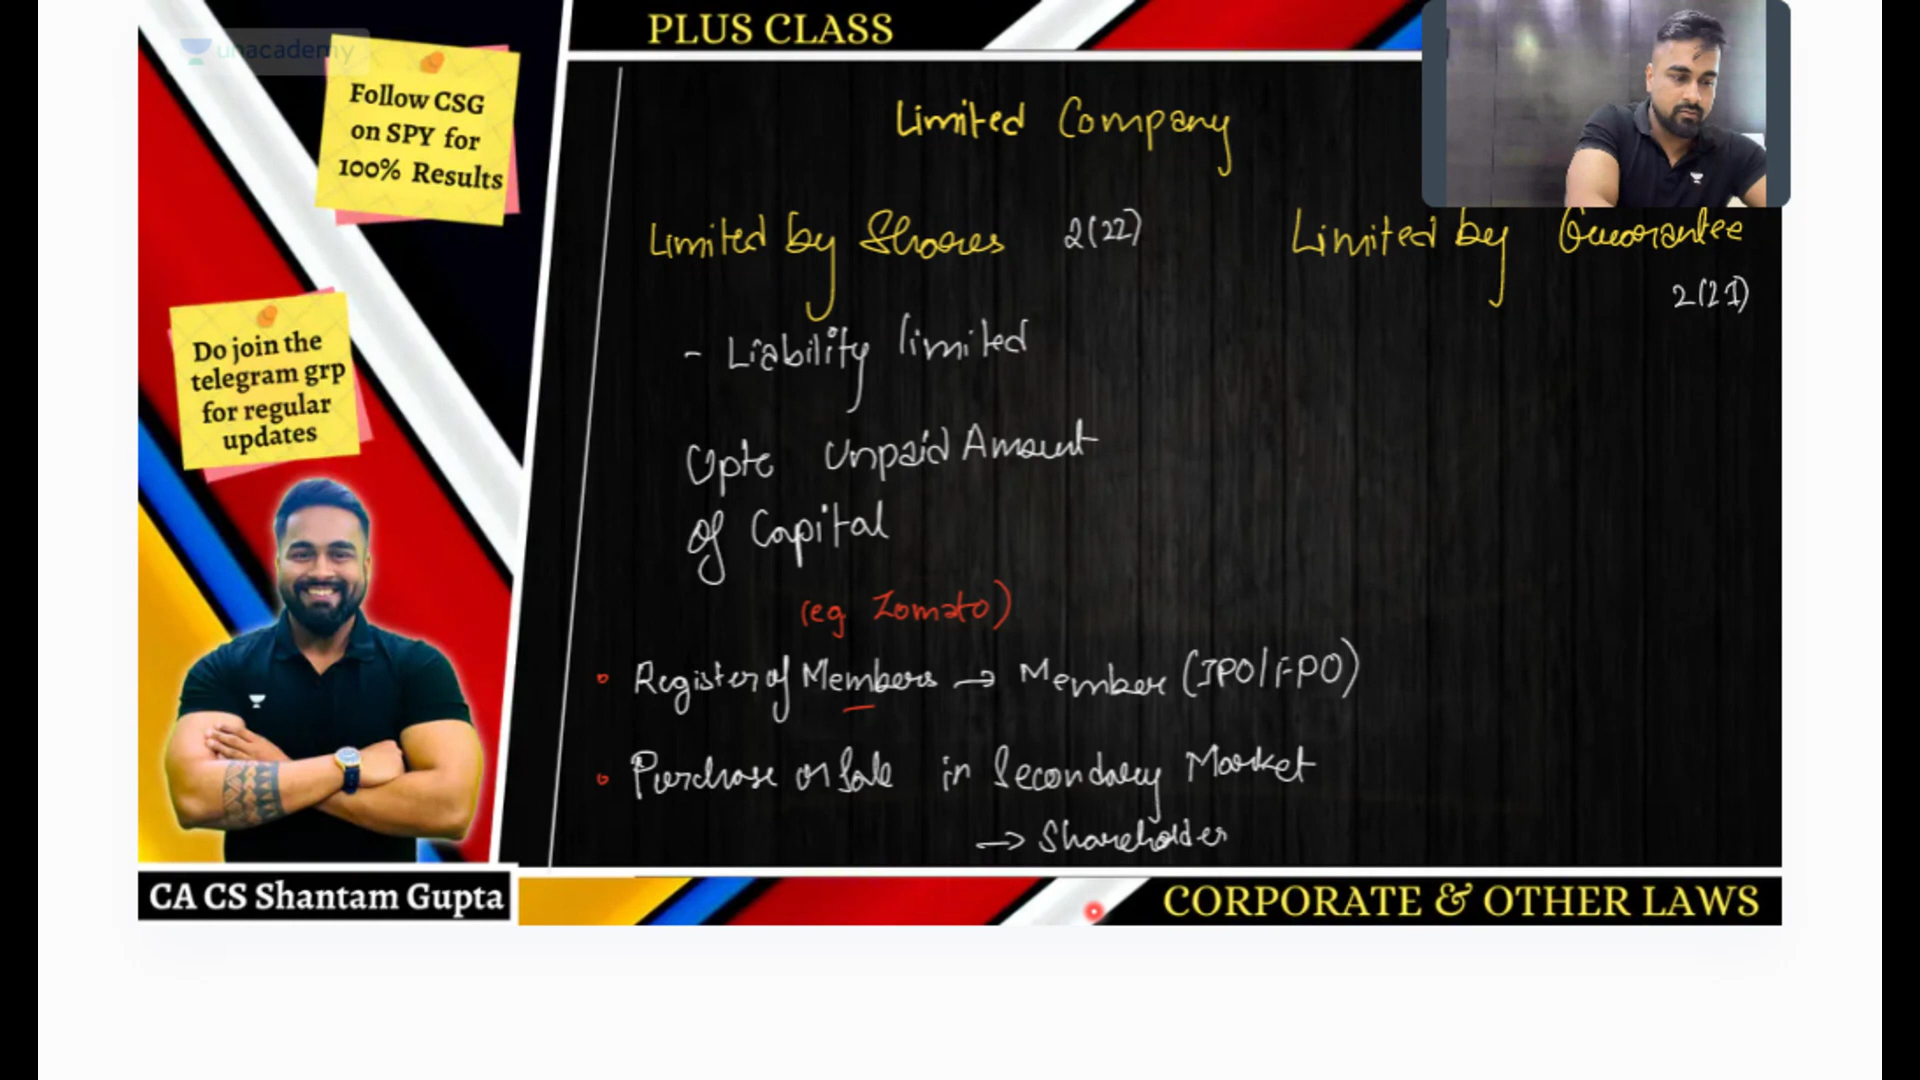 unacademy
PLUS CLASS
Follow CSG
on SPY for
100% Results
Do join the
telegram grp
for regular
updates
Limited Company
Limited by Shares 2(22)
Limited by Guarantee
2(21)
- Liability limited
Upto Unpaid Amount
of Capital
(eg Zomato)
Register of Members → Member (IPO/FPO)
Purchase or Sale in Secondary Market
→ Shareholder
CA CS Shantam Gupta
CORPORATE & OTHER LAWS